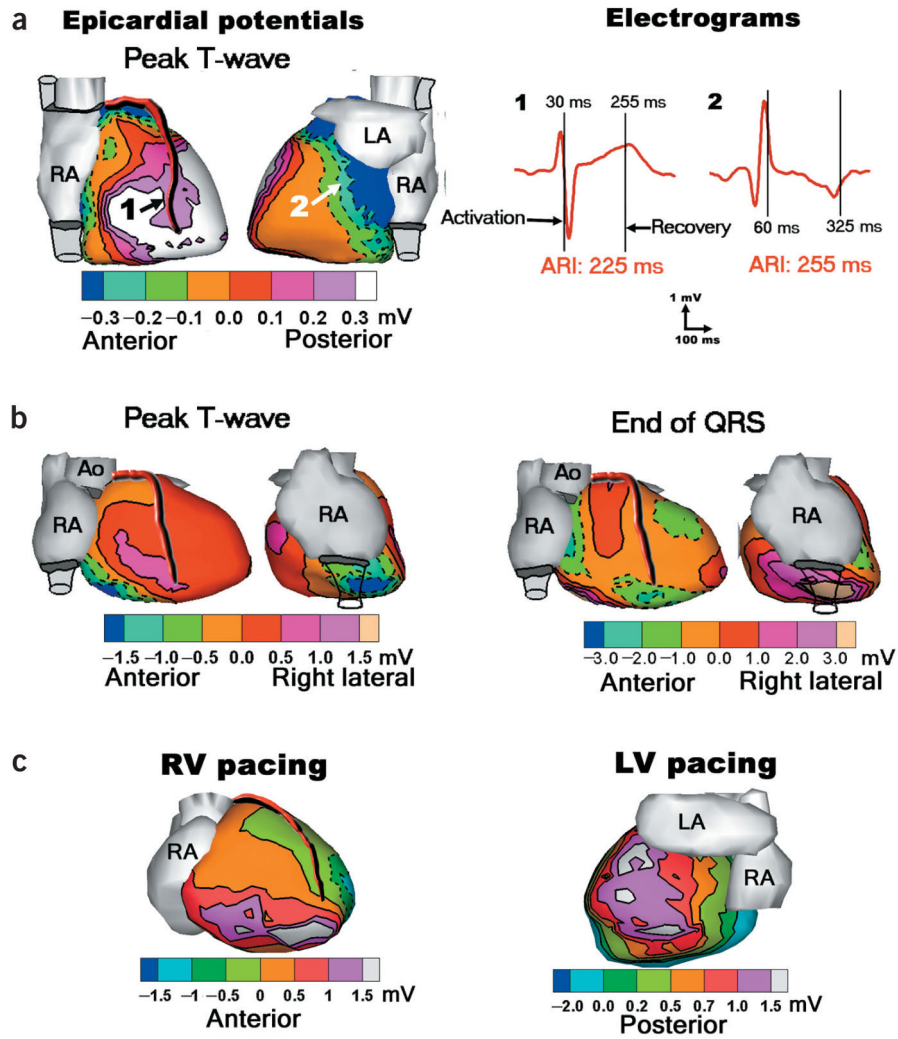 a
Epicardial potentials
Electrograms
Peak T-wave
RA
LA
RA
1
2
−0.3 −0.2 −0.1 0.0 0.1 0.2 0.3 mV
Anterior
Posterior
1
30 ms
255 ms
2
Activation
Recovery
60 ms
325 ms
ARI: 225 ms
ARI: 255 ms
1 mV
100 ms
b
Peak T-wave
End of QRS
Ao
RA
RA
Ao
RA
RA
−1.5 −1.0 −0.5 0.0 0.5 1.0 1.5 mV
Anterior
Right lateral
−3.0 −2.0 −1.0 0.0 1.0 2.0 3.0 mV
Anterior
Right lateral
c
RV pacing
LV pacing
RA
LA
RA
−1.5 −1 −0.5 0 0.5 1 1.5 mV
Anterior
−2.0 0.0 0.2 0.5 0.7 1.0 1.5 mV
Posterior